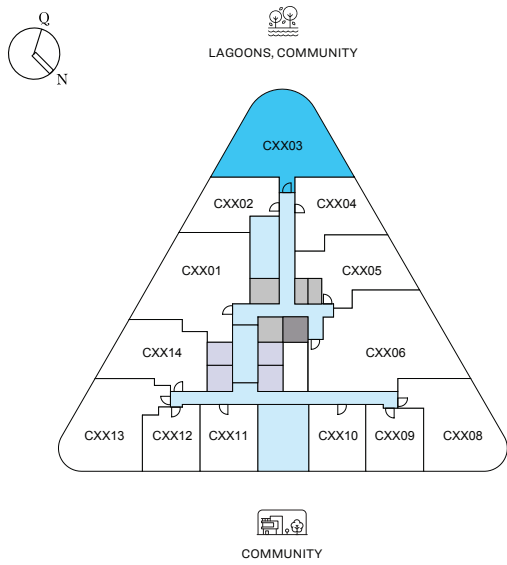 Q
N
LAGOONS, COMMUNITY
CXX03
CXX02
CXX04
CXX01
CXX05
CXX14
CXX06
CXX13
CXX12
CXX11
CXX10
CXX09
CXX08
COMMUNITY